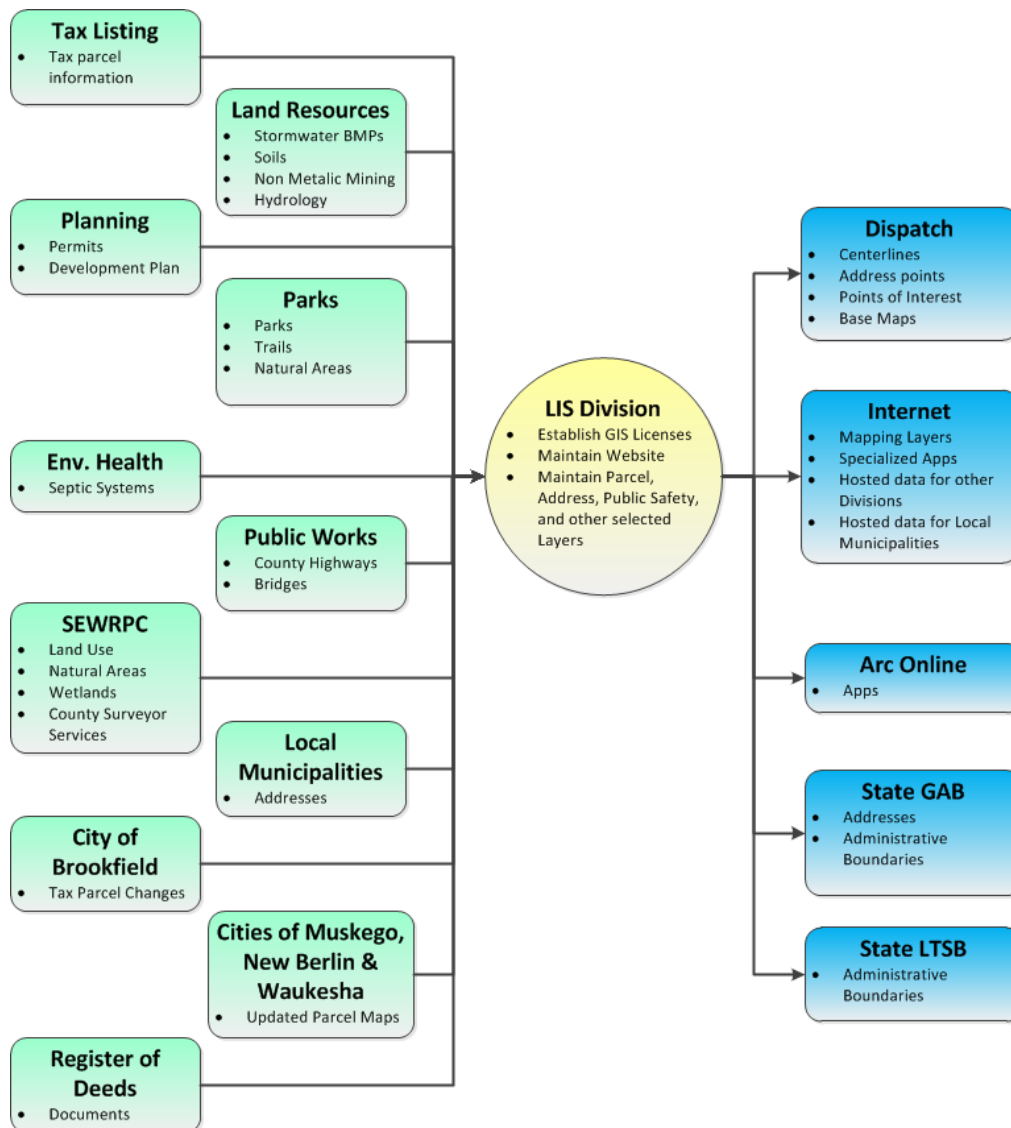 Tax Listing
• Tax parcel
information
Land Resources
• Stormwater BMPs
• Soils
• Non Metalic Mining
• Hydrology
Planning
• Permits
• Development Plan
Parks
• Parks
• Trails
• Natural Areas
Env. Health
• Septic Systems
Public Works
• County Highways
• Bridges
SEWRPC
• Land Use
• Natural Areas
• Wetlands
• County Surveyor
Services
Local
Municipalities
• Addresses
City of
Brookfield
• Tax Parcel Changes
Cities of Muskego,
New Berlin &
Waukesha
• Updated Parcel Maps
Register of
Deeds
• Documents
LIS Division
• Establish GIS Licenses
• Maintain Website
• Maintain Parcel,
Address, Public Safety,
and other selected
Layers
Dispatch
• Centerlines
• Address points
• Points of Interest
• Base Maps
Internet
• Mapping Layers
• Specialized Apps
• Hosted data for other
Divisions
• Hosted data for Local
Municipalities
Arc Online
• Apps
State GAB
• Addresses
• Administrative
Boundaries
State LTSB
• Administrative
Boundaries